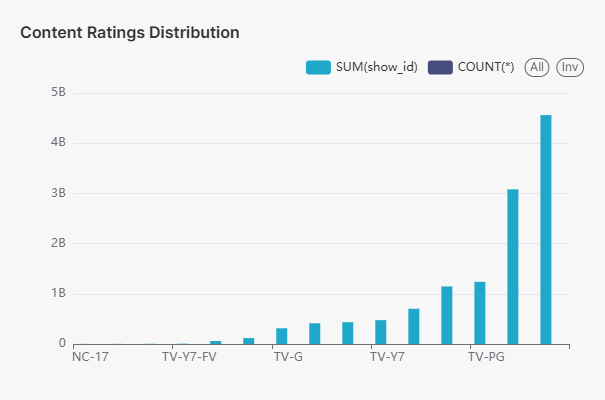 Content Ratings Distribution
SUM(show_id) COUNT(*) All Inv
5B
4B
3B
2B
1B
0
NC-17 TV-Y7-FV TV-G TV-Y7 TV-PG